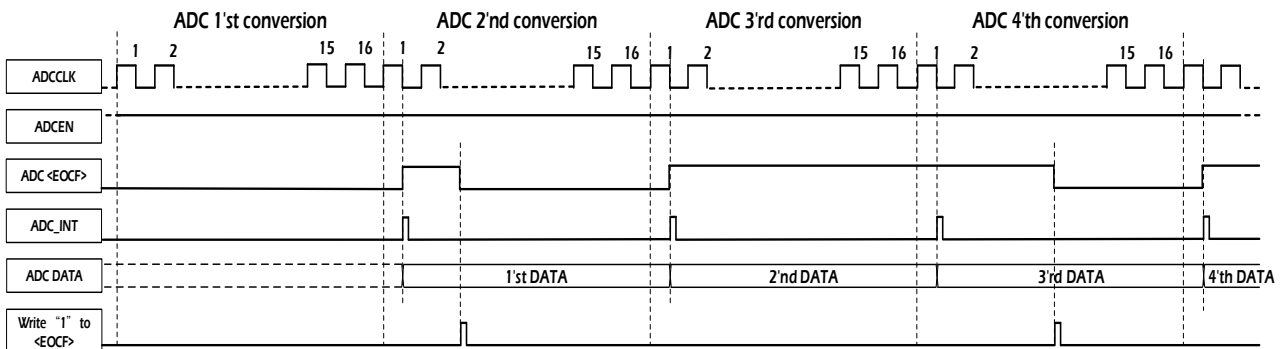 ADC 1'st conversion ADC 2'nd conversion ADC 3'rd conversion ADC 4'th conversion
1 2 15 16 1 2 15 16 1 2 15 16 1 2 15 16
ADCCLK
ADCEN
ADC <EOCF>
ADC_INT
ADC DATA 1'st DATA 2'nd DATA 3'rd DATA 4'th DATA
Write “1” to
<EOCF>